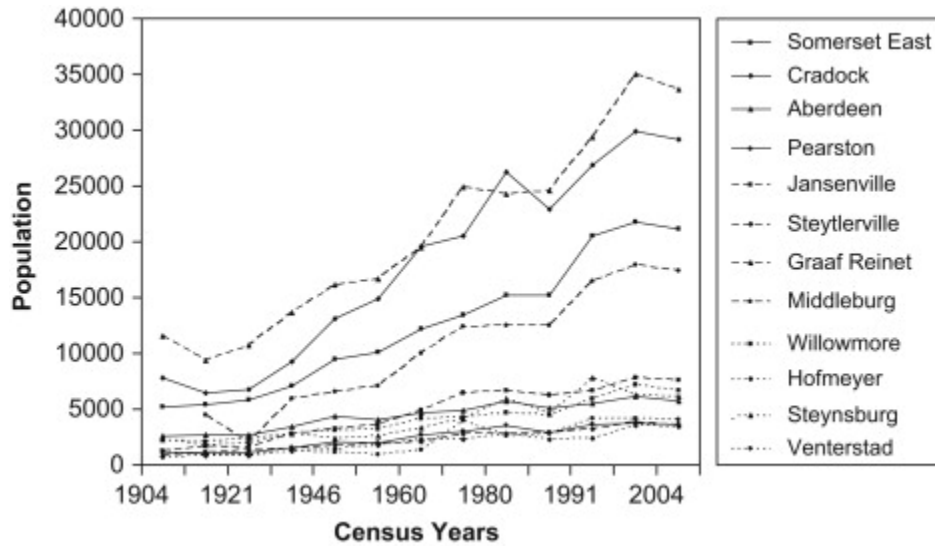 40000
35000
30000
25000
20000
15000
10000
5000
0
Population
1904 1921 1946 1960 1980 1991 2004
Census Years
Somerset East
Cradock
Aberdeen
Pearston
Jansenville
Steytlerville
Graaf Reinet
Middleburg
Willowmore
Hofmeyer
Steynsburg
Venterstad